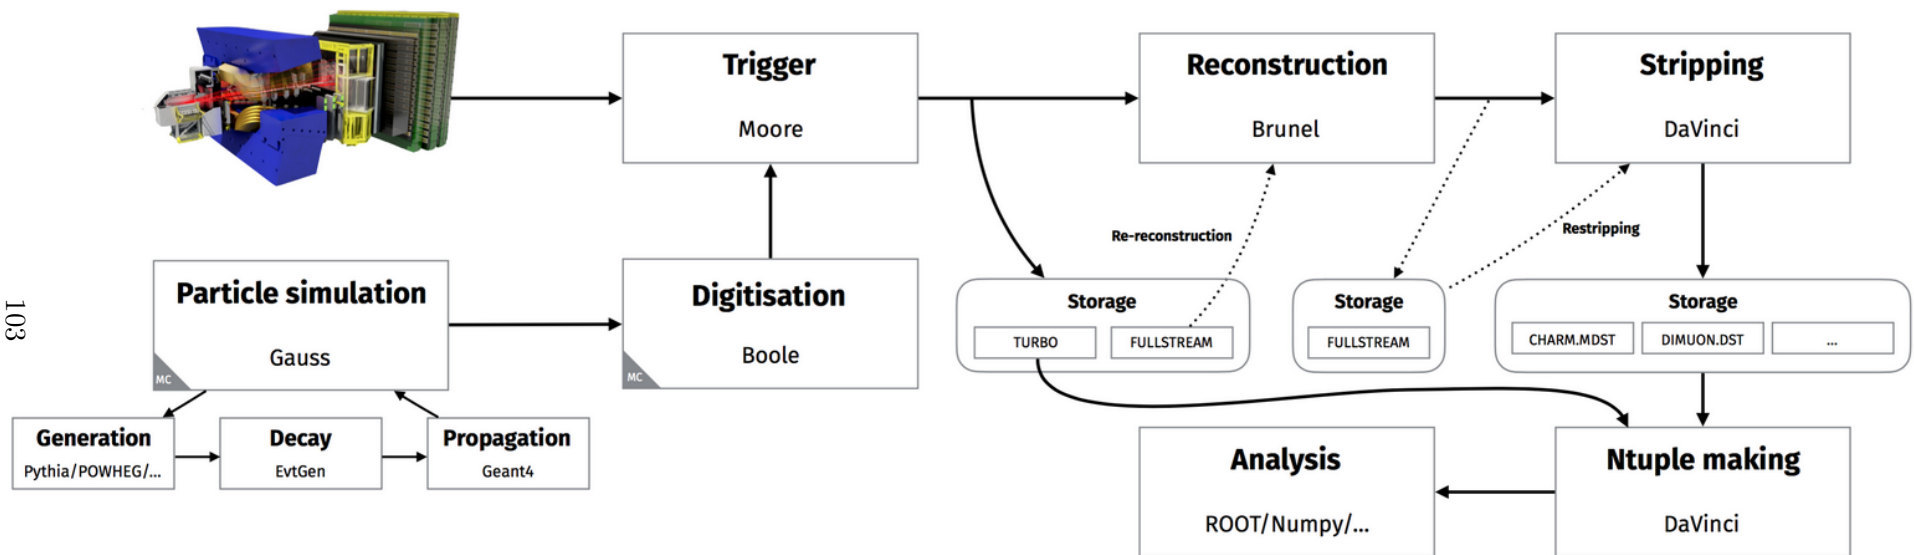 Trigger
Moore
Reconstruction
Brunel
Stripping
DaVinci
Re-reconstruction
Restripping
Particle simulation
Gauss
MC
Digitisation
Boole
MC
Storage
TURBO
FULLSTREAM
Storage
FULLSTREAM
Storage
CHARM.MDST
DIMUON.DST
...
Generation
Pythia/POWHEG/...
Decay
EvtGen
Propagation
Geant4
Analysis
ROOT/Numpy/...
Ntuple making
DaVinci
103